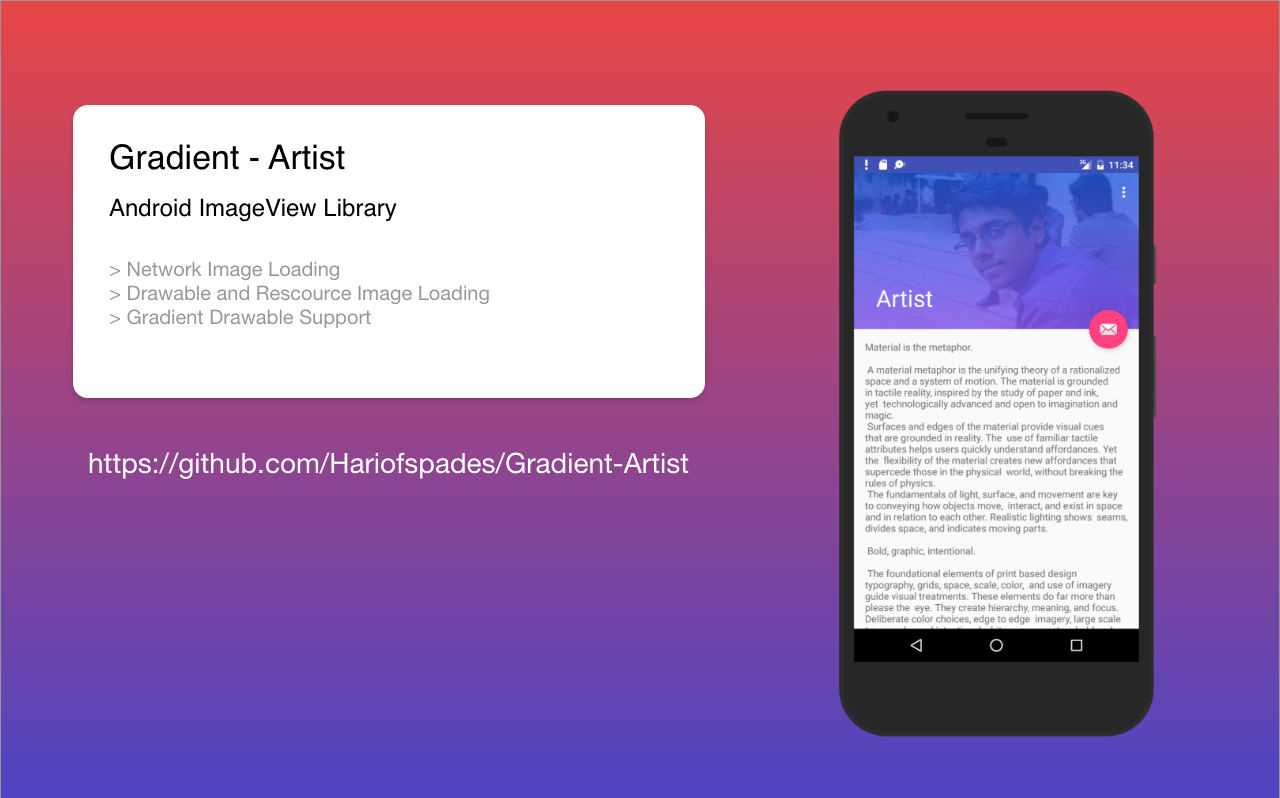 Gradient - Artist
Android ImageView Library
> Network Image Loading
> Drawable and Rescource Image Loading
> Gradient Drawable Support
https://github.com/Hariofspades/Gradient-Artist
11:34
Artist
Material is the metaphor.
A material metaphor is the unifying theory of a rationalized
space and a system of motion. The material is grounded
in tactile reality, inspired by the study of paper and ink,
yet technologically advanced and open to imagination and
magic.
Surfaces and edges of the material provide visual cues
that are grounded in reality. The use of familiar tactile
attributes helps users quickly understand affordances. Yet
the flexibility of the material creates new affordances that
supercede those in the physical world, without breaking the
rules of physics.
The fundamentals of light, surface, and movement are key
to conveying how objects move, interact, and exist in space
and in relation to each other. Realistic lighting shows seams,
divides space, and indicates moving parts.
Bold, graphic, intentional.
The foundational elements of print based design
typography, grids, space, scale, color, and use of imagery
guide visual treatments. These elements do far more than
please the eye. They create hierarchy, meaning, and focus.
Deliberate color choices, edge to edge imagery, large scale